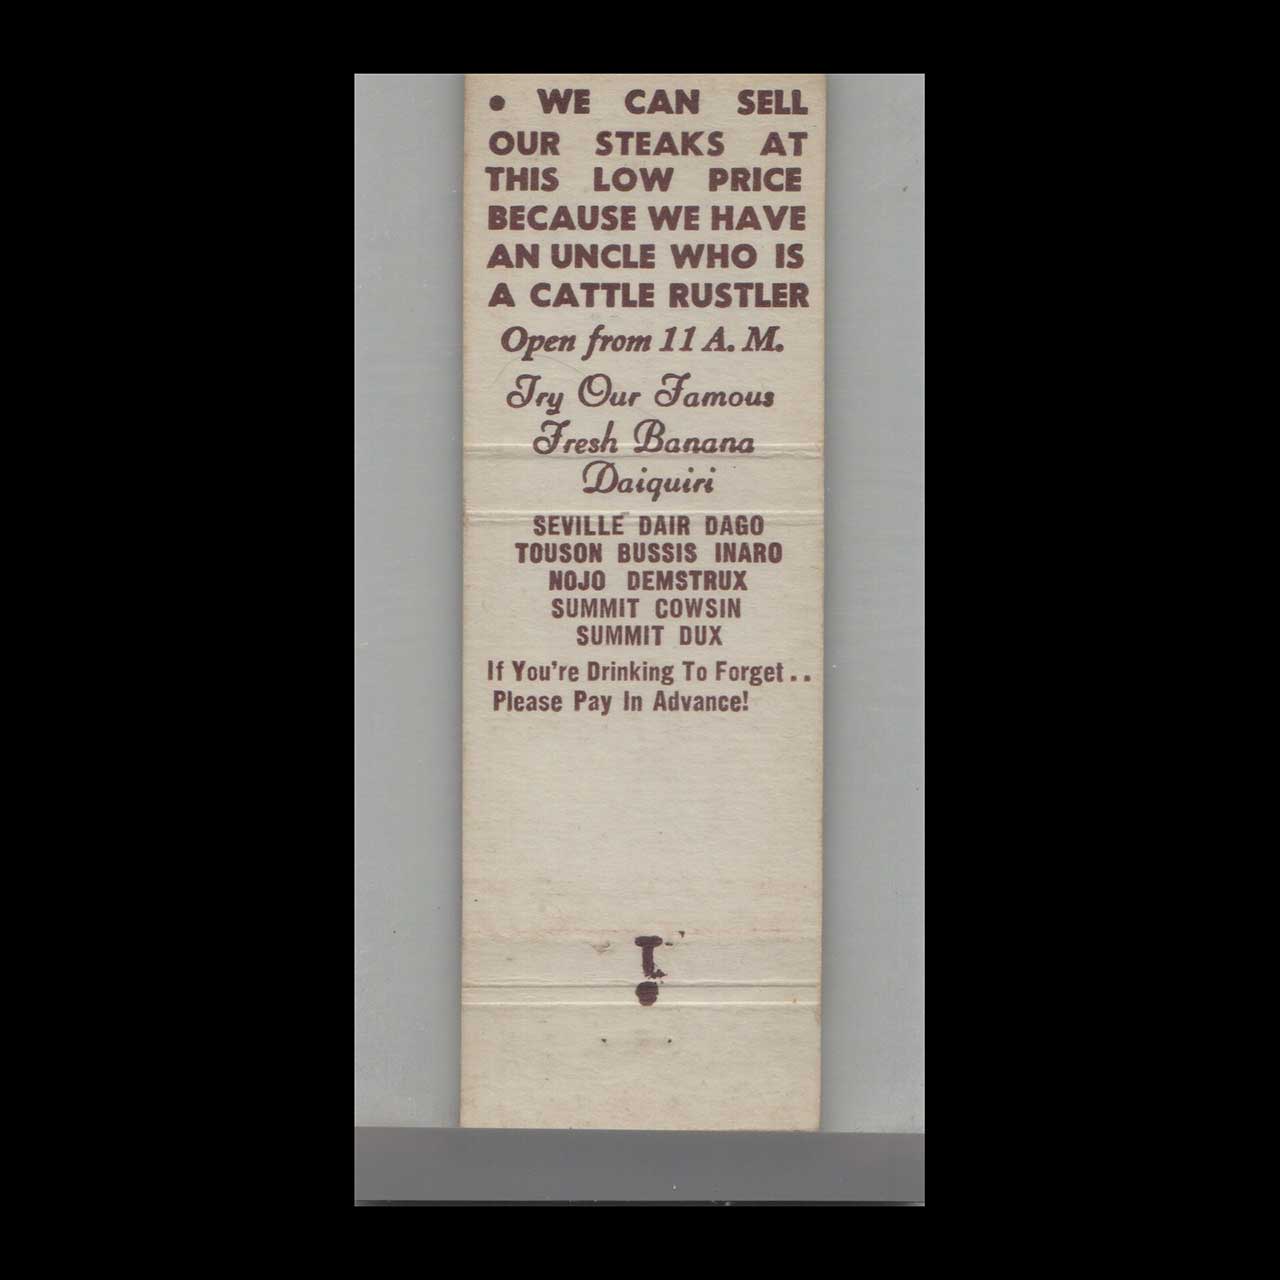 • WE CAN SELL
OUR STEAKS AT
THIS LOW PRICE
BECAUSE WE HAVE
AN UNCLE WHO IS
A CATTLE RUSTLER
Open from 11 A. M.
Try Our Famous
Fresh Banana
Daiquiri
SEVILLE DAIR DAGO
TOUSON BUSSIS INARO
NOJO DEMSTRUX
SUMMIT COWSIN
SUMMIT DUX
If You're Drinking To Forget . .
Please Pay In Advance!